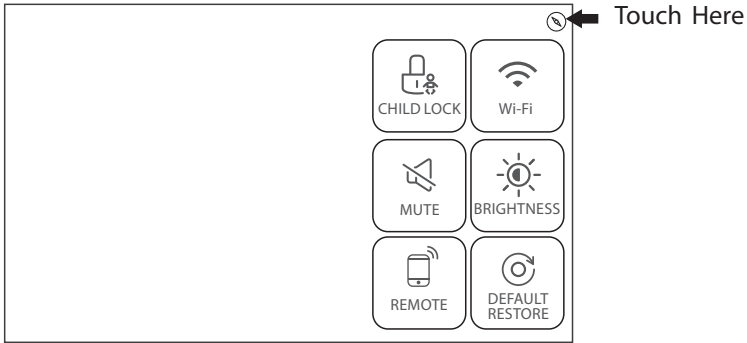 Touch Here
CHILD LOCK
Wi-Fi
MUTE
BRIGHTNESS
REMOTE
DEFAULT
RESTORE